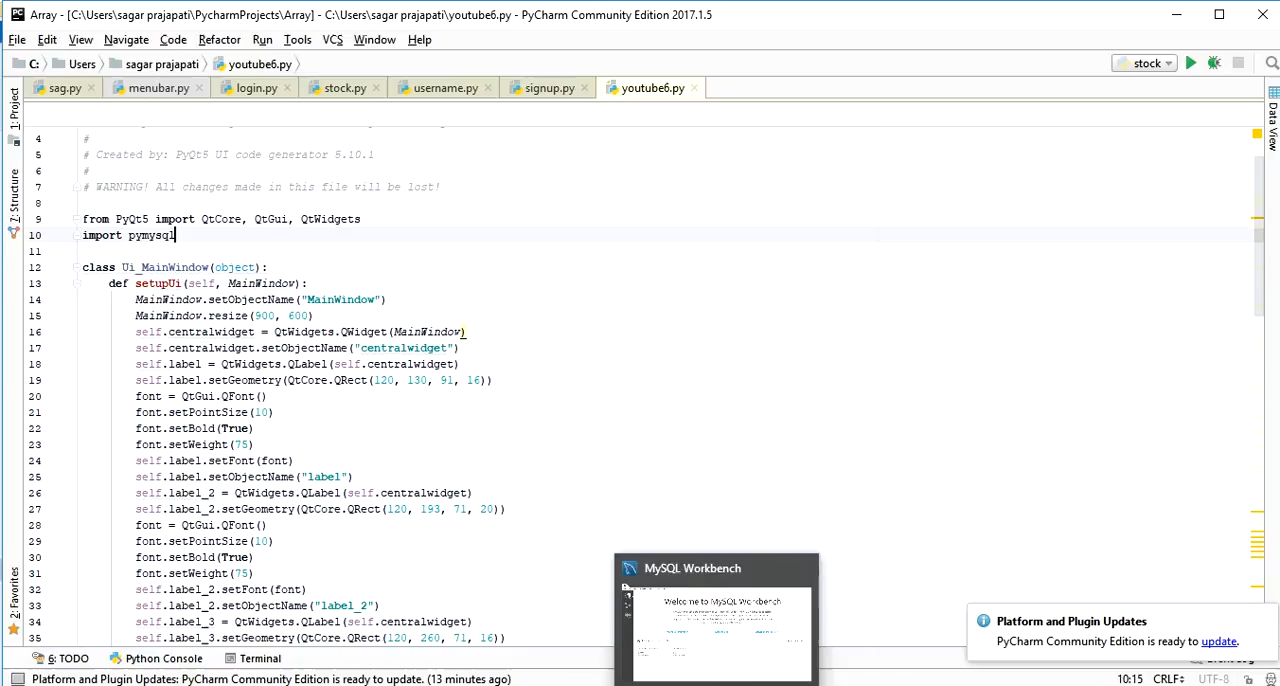 PC Array - [C:\Users\sagar prajapati\PycharmProjects\Array] - C:\Users\sagar prajapati\youtube6.py - PyCharm Community Edition 2017.1.5
File Edit View Navigate Code Refactor Run Tools VCS Window Help
C: Users sagar prajapati youtube6.py stock
sag.py menubar.py login.py stock.py username.py signup.py youtube6.py
1: Project
7: Structure
2: Favorites
Data View
4 #
5 # Created by: PyQt5 UI code generator 5.10.1
6 #
7 # WARNING! All changes made in this file will be lost!
8
9 from PyQt5 import QtCore, QtGui, QtWidgets
10 import pymysql
11
12 class Ui_MainWindow(object):
13 def setupUi(self, MainWindow):
14 MainWindow.setObjectName("MainWindow")
15 MainWindow.resize(900, 600)
16 self.centralwidget = QtWidgets.QWidget(MainWindow)
17 self.centralwidget.setObjectName("centralwidget")
18 self.label = QtWidgets.QLabel(self.centralwidget)
19 self.label.setGeometry(QtCore.QRect(120, 130, 91, 16))
20 font = QtGui.QFont()
21 font.setPointSize(10)
22 font.setBold(True)
23 font.setWeight(75)
24 self.label.setFont(font)
25 self.label.setObjectName("label")
26 self.label_2 = QtWidgets.QLabel(self.centralwidget)
27 self.label_2.setGeometry(QtCore.QRect(120, 193, 71, 20))
28 font = QtGui.QFont()
29 font.setPointSize(10)
30 font.setBold(True)
31 font.setWeight(75)
32 self.label_2.setFont(font)
33 self.label_2.setObjectName("label_2")
34 self.label_3 = QtWidgets.QLabel(self.centralwidget)
35 self.label_3.setGeometry(QtCore.QRect(120, 260, 71, 16))
MySQL Workbench
Welcome to MySQL Workbench
Platform and Plugin Updates
PyCharm Community Edition is ready to update.
6: TODO Python Console Terminal
Platform and Plugin Updates: PyCharm Community Edition is ready to update. (13 minutes ago) 10:15 CRLF UTF-8